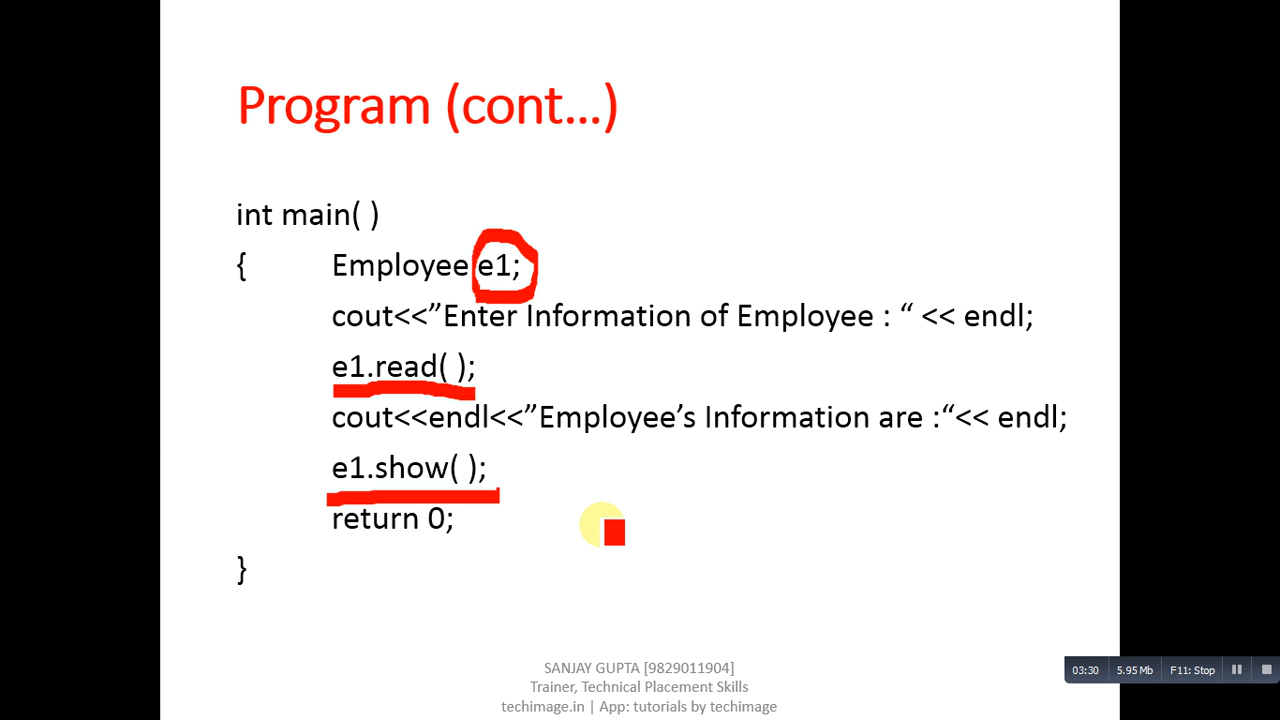 Program (cont...)
int main( )
{ Employee e1;
cout<<”Enter Information of Employee : “ << endl;
e1.read( );
cout<<endl<<”Employee’s Information are :“<< endl;
e1.show( );
return 0;
}
SANJAY GUPTA [9829011904]
Trainer, Technical Placement Skills
techimage.in | App: tutorials by techimage
03:30 5.95 Mb F11: Stop